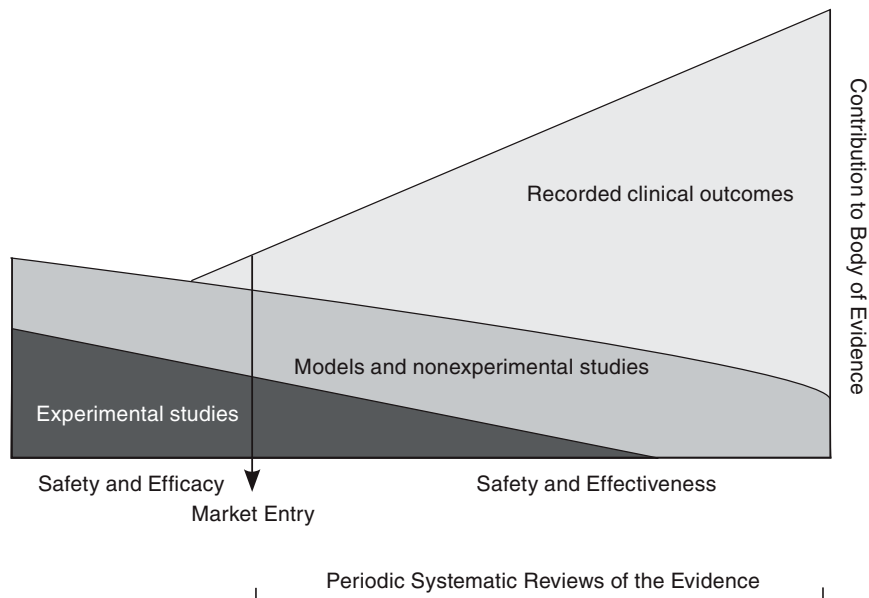 Recorded clinical outcomes
Contribution to Body of Evidence
Models and nonexperimental studies
Experimental studies
Safety and Efficacy
Safety and Effectiveness
Market Entry
Periodic Systematic Reviews of the Evidence